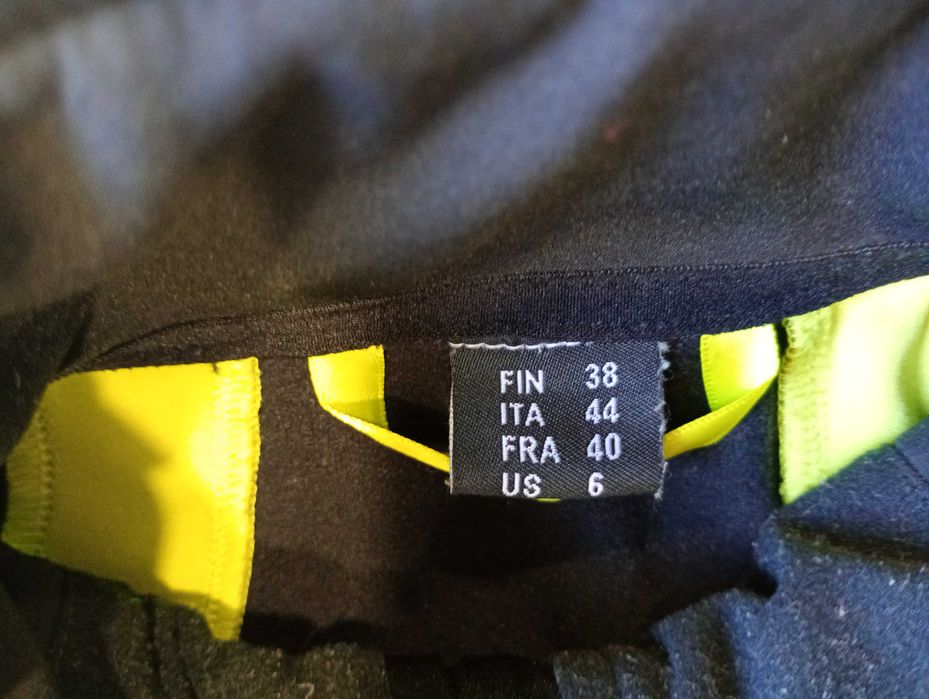 FIN 38
ITA 44
FRA 40
US 6